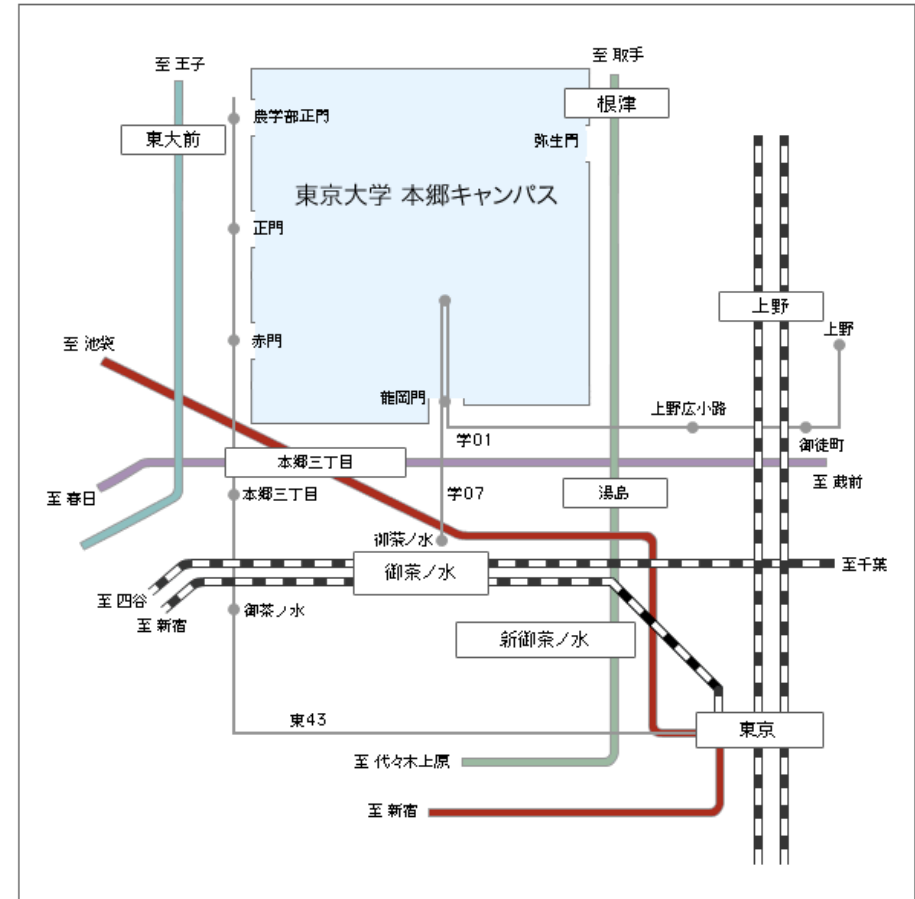 至 王子
至 取手
根津
農学部正門
東大前
弥生門
東京大学 本郷キャンパス
正門
上野
上野
至 池袋
赤門
龍岡門
上野広小路
学01
御徒町
本郷三丁目
至 春日
本郷三丁目
学07
湯島
至 蔵前
御茶ノ水
御茶ノ水
至千葉
至 四谷
御茶ノ水
至 新宿
新御茶ノ水
東43
東京
至 代々木上原
至 新宿